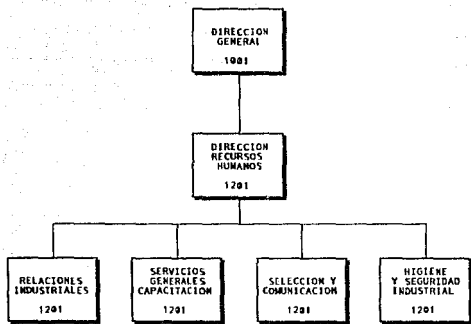 DIRECCION
GENERAL
1001
DIRECCION
RECURSOS
HUMANOS
1201
RELACIONES
INDUSTRIALES
1201
SERVICIOS
GENERALES
CAPACITACION
1201
SELECCION Y
COMUNICACION
1201
HIGIENE
Y SEGURIDAD
INDUSTRIAL
1201